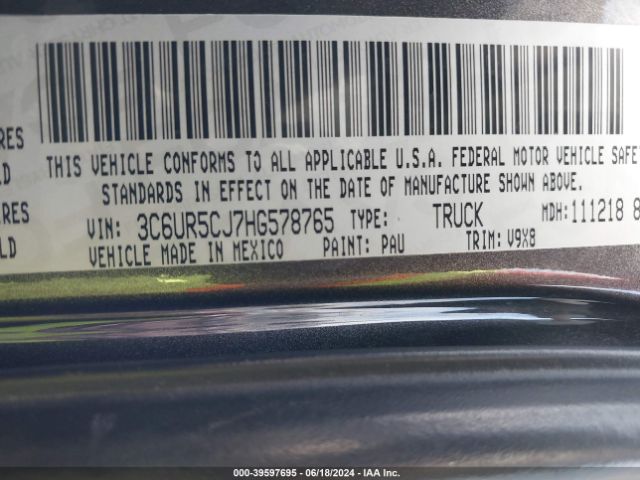 THIS VEHICLE CONFORMS TO ALL APPLICABLE U.S.A. FEDERAL MOTOR VEHICLE SAFE
STANDARDS IN EFFECT ON THE DATE OF MANUFACTURE SHOWN ABOVE.
VIN: 3C6UR5CJ7HG578765 TYPE: TRUCK MDH: 111218 8
VEHICLE MADE IN MEXICO PAINT: PAU TRIM: V9X8
RES
LD
IRES
LD
000-39597695 - 06/18/2024 - IAA Inc.